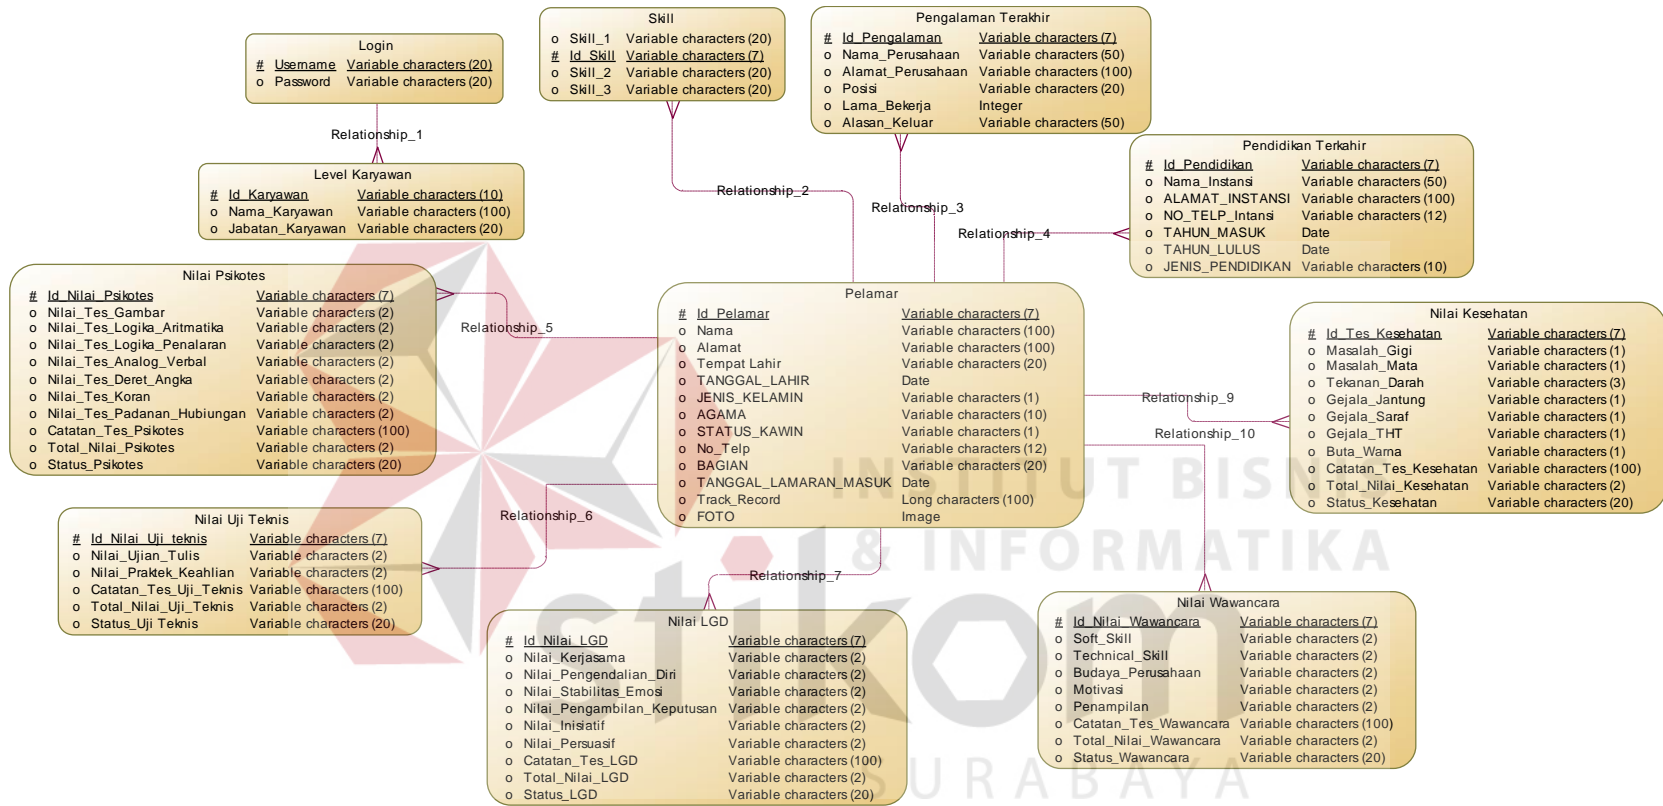 Login
# Username Variable characters (20)
o Password Variable characters (20)
Relationship_1
Level Karyawan
# Id_Karyawan Variable characters (10)
o Nama_Karyawan Variable characters (100)
o Jabatan_Karyawan Variable characters (20)
Skill
o Skill_1 Variable characters (20)
# Id_Skill Variable characters (7)
o Skill_2 Variable characters (20)
o Skill_3 Variable characters (20)
Relationship_2
Pengalaman Terakhir
# Id_Pengalaman Variable characters (7)
o Nama_Perusahaan Variable characters (50)
o Alamat_Perusahaan Variable characters (100)
o Posisi Variable characters (20)
o Lama_Bekerja Integer
o Alasan_Keluar Variable characters (50)
Relationship_3
Pendidikan Terkahir
# Id_Pendidikan Variable characters (7)
o Nama_Instansi Variable characters (50)
o ALAMAT_INSTANSI Variable characters (100)
o NO_TELP_Intansi Variable characters (12)
o TAHUN_MASUK Date
o TAHUN_LULUS Date
o JENIS_PENDIDIKAN Variable characters (10)
Relationship_4
Nilai Psikotes
# Id_Nilai_Psikotes Variable characters (7)
o Nilai_Tes_Gambar Variable characters (2)
o Nilai_Tes_Logika_Aritmatika Variable characters (2)
o Nilai_Tes_Logika_Penalaran Variable characters (2)
o Nilai_Tes_Analog_Verbal Variable characters (2)
o Nilai_Tes_Deret_Angka Variable characters (2)
o Nilai_Tes_Koran Variable characters (2)
o Nilai_Tes_Padanan_Hubiungan Variable characters (2)
o Catatan_Tes_Psikotes Variable characters (100)
o Total_Nilai_Psikotes Variable characters (2)
o Status_Psikotes Variable characters (20)
Relationship_5
Pelamar
# Id_Pelamar Variable characters (7)
o Nama Variable characters (100)
o Alamat Variable characters (100)
o Tempat Lahir Variable characters (20)
o TANGGAL_LAHIR Date
o JENIS_KELAMIN Variable characters (1)
o AGAMA Variable characters (10)
o STATUS_KAWIN Variable characters (1)
o No_Telp Variable characters (12)
o BAGIAN Variable characters (20)
o TANGGAL_LAMARAN_MASUK Date
o Track_Record Long characters (100)
o FOTO Image
Nilai Kesehatan
# Id_Tes_Kesehatan Variable characters (7)
o Masalah_Gigi Variable characters (1)
o Masalah_Mata Variable characters (1)
o Tekanan_Darah Variable characters (3)
o Gejala_Jantung Variable characters (1)
o Gejala_Saraf Variable characters (1)
o Gejala_THT Variable characters (1)
o Buta_Warna Variable characters (1)
o Catatan_Tes_Kesehatan Variable characters (100)
o Total_Nilai_Kesehatan Variable characters (2)
o Status_Kesehatan Variable characters (20)
Relationship_9
Relationship_10
Nilai Uji Teknis
# Id_Nilai_Uji_teknis Variable characters (7)
o Nilai_Ujian_Tulis Variable characters (2)
o Nilai_Praktek_Keahlian Variable characters (2)
o Catatan_Tes_Uji_Teknis Variable characters (100)
o Total_Nilai_Uji_Teknis Variable characters (2)
o Status_Uji Teknis Variable characters (20)
Relationship_6
Relationship_7
Nilai LGD
# Id_Nilai_LGD Variable characters (7)
o Nilai_Kerjasama Variable characters (2)
o Nilai_Pengendalian_Diri Variable characters (2)
o Nilai_Stabilitas_Emosi Variable characters (2)
o Nilai_Pengambilan_Keputusan Variable characters (2)
o Nilai_Inisiatif Variable characters (2)
o Nilai_Persuasif Variable characters (2)
o Catatan_Tes_LGD Variable characters (100)
o Total_Nilai_LGD Variable characters (2)
o Status_LGD Variable characters (20)
Nilai Wawancara
# Id_Nilai_Wawancara Variable characters (7)
o Soft_Skill Variable characters (2)
o Technical_Skill Variable characters (2)
o Budaya_Perusahaan Variable characters (2)
o Motivasi Variable characters (2)
o Penampilan Variable characters (2)
o Catatan_Tes_Wawancara Variable characters (100)
o Total_Nilai_Wawancara Variable characters (2)
o Status_Wawancara Variable characters (20)
INSTITUT BISNIS
& INFORMATIKA
stikom
SURABAYA